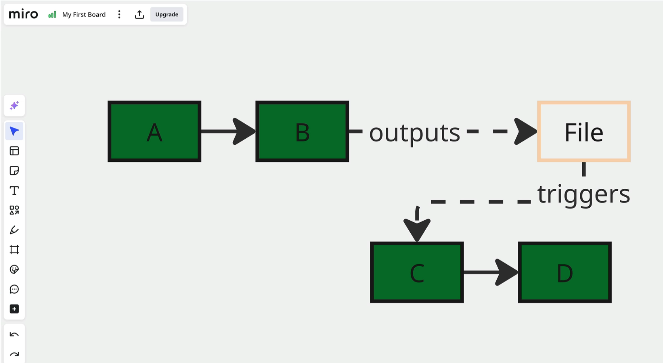 miro
My First Board
Upgrade
A
B
outputs
File
triggers
C
D